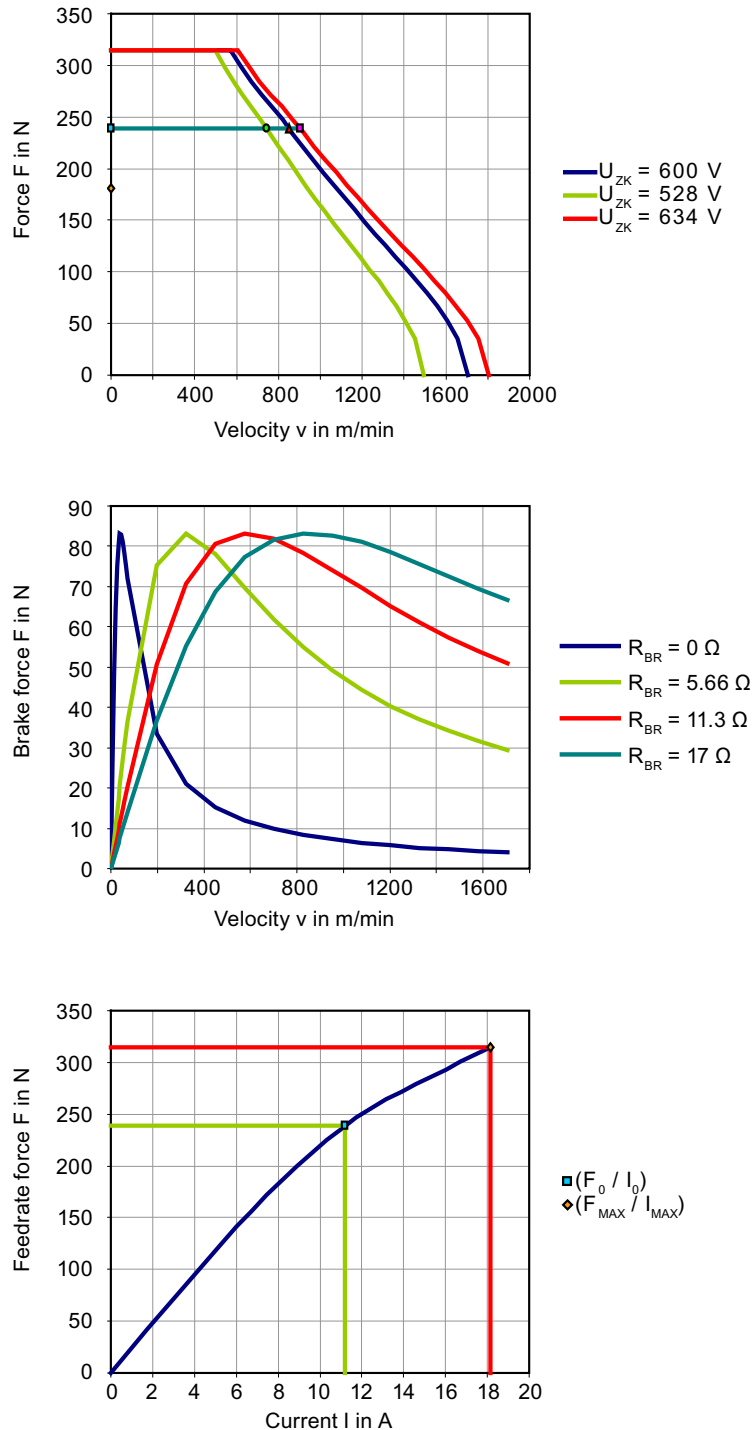 350
300
250
200
150
100
50
0
Force F in N
0 400 800 1200 1600 2000
Velocity v in m/min
U_ZK = 600 V
U_ZK = 528 V
U_ZK = 634 V
90
80
70
60
50
40
30
20
10
0
Brake force F in N
0 400 800 1200 1600
Velocity v in m/min
R_BR = 0 Ω
R_BR = 5.66 Ω
R_BR = 11.3 Ω
R_BR = 17 Ω
350
300
250
200
150
100
50
0
Feedrate force F in N
0 2 4 6 8 10 12 14 16 18 20
Current I in A
(F_0 / I_0)
(F_MAX / I_MAX)